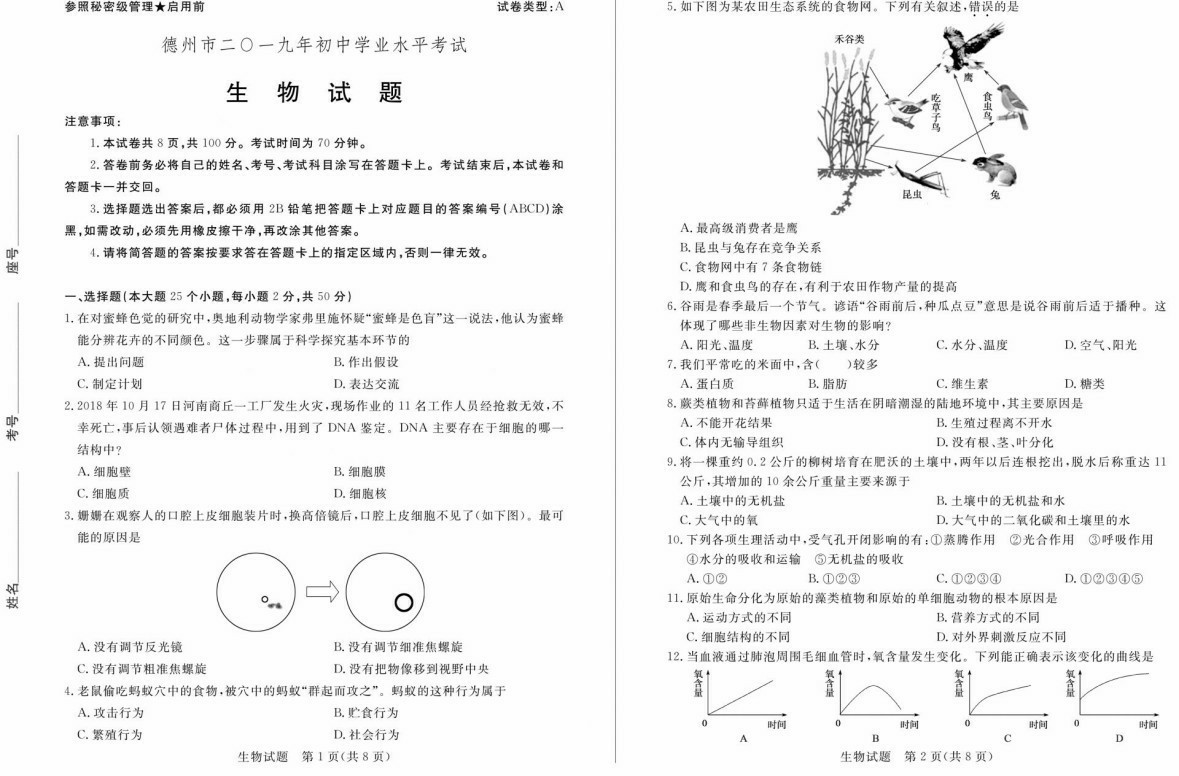 参照秘密级管理★启用前
试卷类型:A
德州市二○一九年初中学业水平考试
生 物 试 题
注意事项:
1.本试卷共 8 页,共 100 分。考试时间为 70 分钟。
2.答卷前务必将自己的姓名、考号、考试科目涂写在答题卡上。考试结束后,本试卷和
答题卡一并交回。
3.选择题选出答案后,都必须用 2B 铅笔把答题卡上对应题目的答案编号(ABCD)涂
黑,如需改动,必须先用橡皮擦干净,再改涂其他答案。
4.请将简答题的答案按要求答在答题卡上的指定区域内,否则一律无效。
座号
考号
姓名
一、选择题(本大题 25 个小题,每小题 2 分,共 50 分)
1.在对蜜蜂色觉的研究中,奥地利动物学家弗里施怀疑“蜜蜂是色盲”这一说法,他认为蜜蜂
能分辨花卉的不同颜色。这一步骤属于科学探究基本环节的
A.提出问题 B.作出假设
C.制定计划 D.表达交流
2.2018 年 10 月 17 日河南商丘一工厂发生火灾,现场作业的 11 名工作人员经抢救无效,不
幸死亡,事后认领遇难者尸体过程中,用到了 DNA 鉴定。DNA 主要存在于细胞的哪一
结构中?
A.细胞壁 B.细胞膜
C.细胞质 D.细胞核
3.姗姗在观察人的口腔上皮细胞装片时,换高倍镜后,口腔上皮细胞不见了(如下图)。最可
能的原因是
A.没有调节反光镜 B.没有调节细准焦螺旋
C.没有调节粗准焦螺旋 D.没有把物像移到视野中央
4.老鼠偷吃蚂蚁穴中的食物,被穴中的蚂蚁“群起而攻之”。蚂蚁的这种行为属于
A.攻击行为 B.贮食行为
C.繁殖行为 D.社会行为
生物试题 第 1 页(共 8 页)
5.如下图为某农田生态系统的食物网。下列有关叙述,错误的是
禾谷类
鹰
吃草子鸟
食虫鸟
昆虫
兔
A.最高级消费者是鹰
B.昆虫与兔存在竞争关系
C.食物网中有 7 条食物链
D.鹰和食虫鸟的存在,有利于农田作物产量的提高
6.谷雨是春季最后一个节气。谚语“谷雨前后,种瓜点豆”意思是说谷雨前后适于播种。这
体现了哪些非生物因素对生物的影响?
A.阳光、温度 B.土壤、水分 C.水分、温度 D.空气、阳光
7.我们平常吃的米面中,含( )较多
A.蛋白质 B.脂肪 C.维生素 D.糖类
8.蕨类植物和苔藓植物只适于生活在阴暗潮湿的陆地环境中,其主要原因是
A.不能开花结果 B.生殖过程离不开水
C.体内无输导组织 D.没有根、茎、叶分化
9.将一棵重约 0.2 公斤的柳树培育在肥沃的土壤中,两年以后连根挖出,脱水后称重达 11
公斤,其增加的 10 余公斤重量主要来源于
A.土壤中的无机盐 B.土壤中的无机盐和水
C.大气中的氧 D.大气中的二氧化碳和土壤里的水
10.下列各项生理活动中,受气孔开闭影响的有:①蒸腾作用 ②光合作用 ③呼吸作用
④水分的吸收和运输 ⑤无机盐的吸收
A.①② B.①②③ C.①②③④ D.①②③④⑤
11.原始生命分化为原始的藻类植物和原始的单细胞动物的根本原因是
A.运动方式的不同 B.营养方式的不同
C.细胞结构的不同 D.对外界刺激反应不同
12.当血液通过肺泡周围毛细血管时,氧含量发生变化。下列能正确表示该变化的曲线是
氧含量 氧含量 氧含量 氧含量
0 时间 0 时间 0 时间 0 时间
A B C D
生物试题 第 2 页(共 8 页)